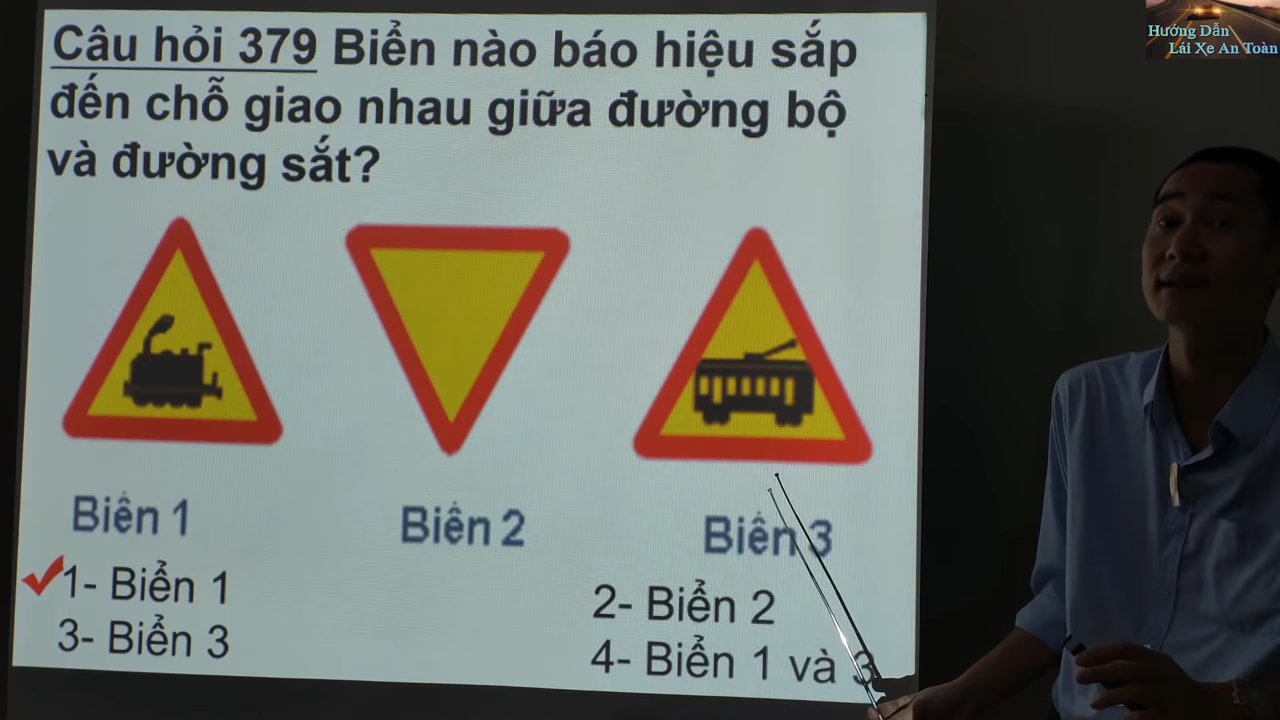 Hướng Dẫn
Lái Xe An Toàn
Câu hỏi 379 Biển nào báo hiệu sắp
đến chỗ giao nhau giữa đường bộ
và đường sắt?
Biển 1
Biển 2
Biển 3
1- Biển 1
2- Biển 2
3- Biển 3
4- Biển 1 và 3